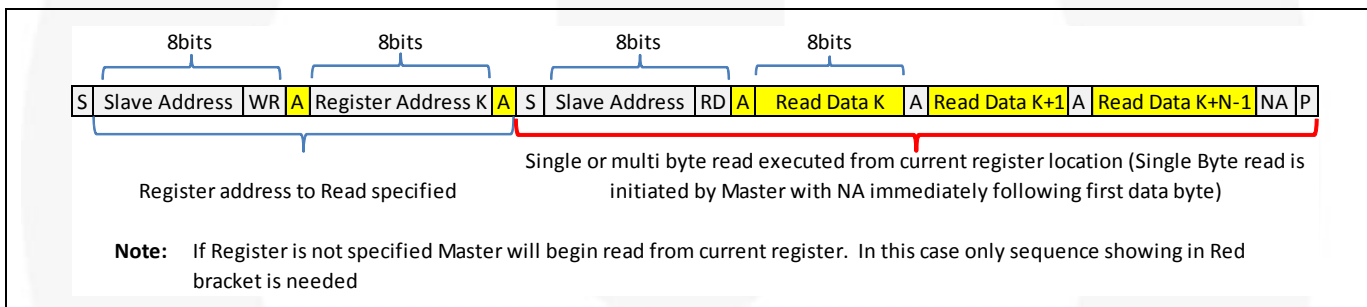 8bits 8bits 8bits 8bits
S Slave Address WR A Register Address K A S Slave Address RD A Read Data K A Read Data K+1 A Read Data K+N-1 NA P
Single or multi byte read executed from current register location (Single Byte read is
Register address to Read specified initiated by Master with NA immediately following first data byte)
Note: If Register is not specified Master will begin read from current register. In this case only sequence showing in Red
bracket is needed